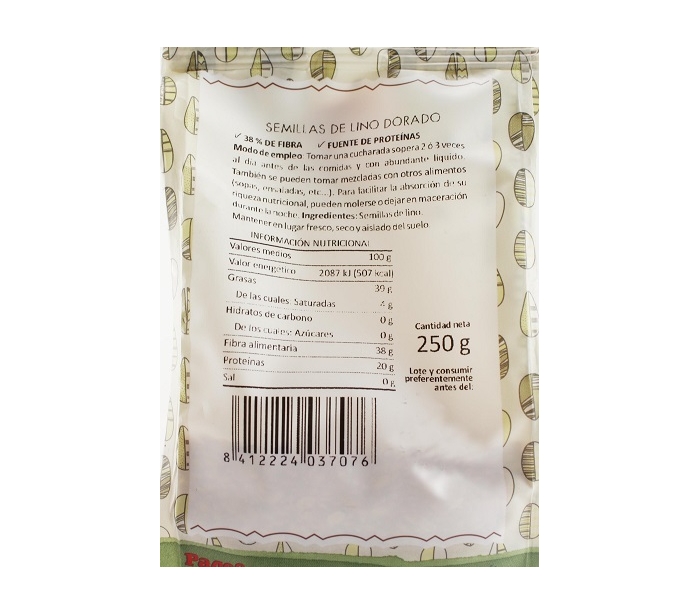 SEMILLAS DE LINO DORADO
✓ 38 % DE FIBRA ✓ FUENTE DE PROTEÍNAS
Modo de empleo: Tomar una cucharada sopera 2 ó 3 veces
al día antes de las comidas y con abundante líquido.
También se pueden tomar mezcladas con otros alimentos
(sopas, ensaladas, etc...). Para facilitar la absorción de su
riqueza nutricional, pueden molerse o dejar en maceración
durante la noche. Ingredientes: Semillas de lino.
Mantener en lugar fresco, seco y aislado del suelo
INFORMACIÓN NUTRICIONAL
Valores medios 100 g
Valor energético 2087 kJ (507 kcal)
Grasas 39 g
De las cuales: Saturadas 4 g
Hidratos de carbono 0 g
De los cuales: Azúcares 0 g
Fibra alimentaria 38 g
Proteínas 20 g
Sal 0 g
Cantidad neta
250 g
Lote y consumir
preferentemente
antes del:
8 412224 037076